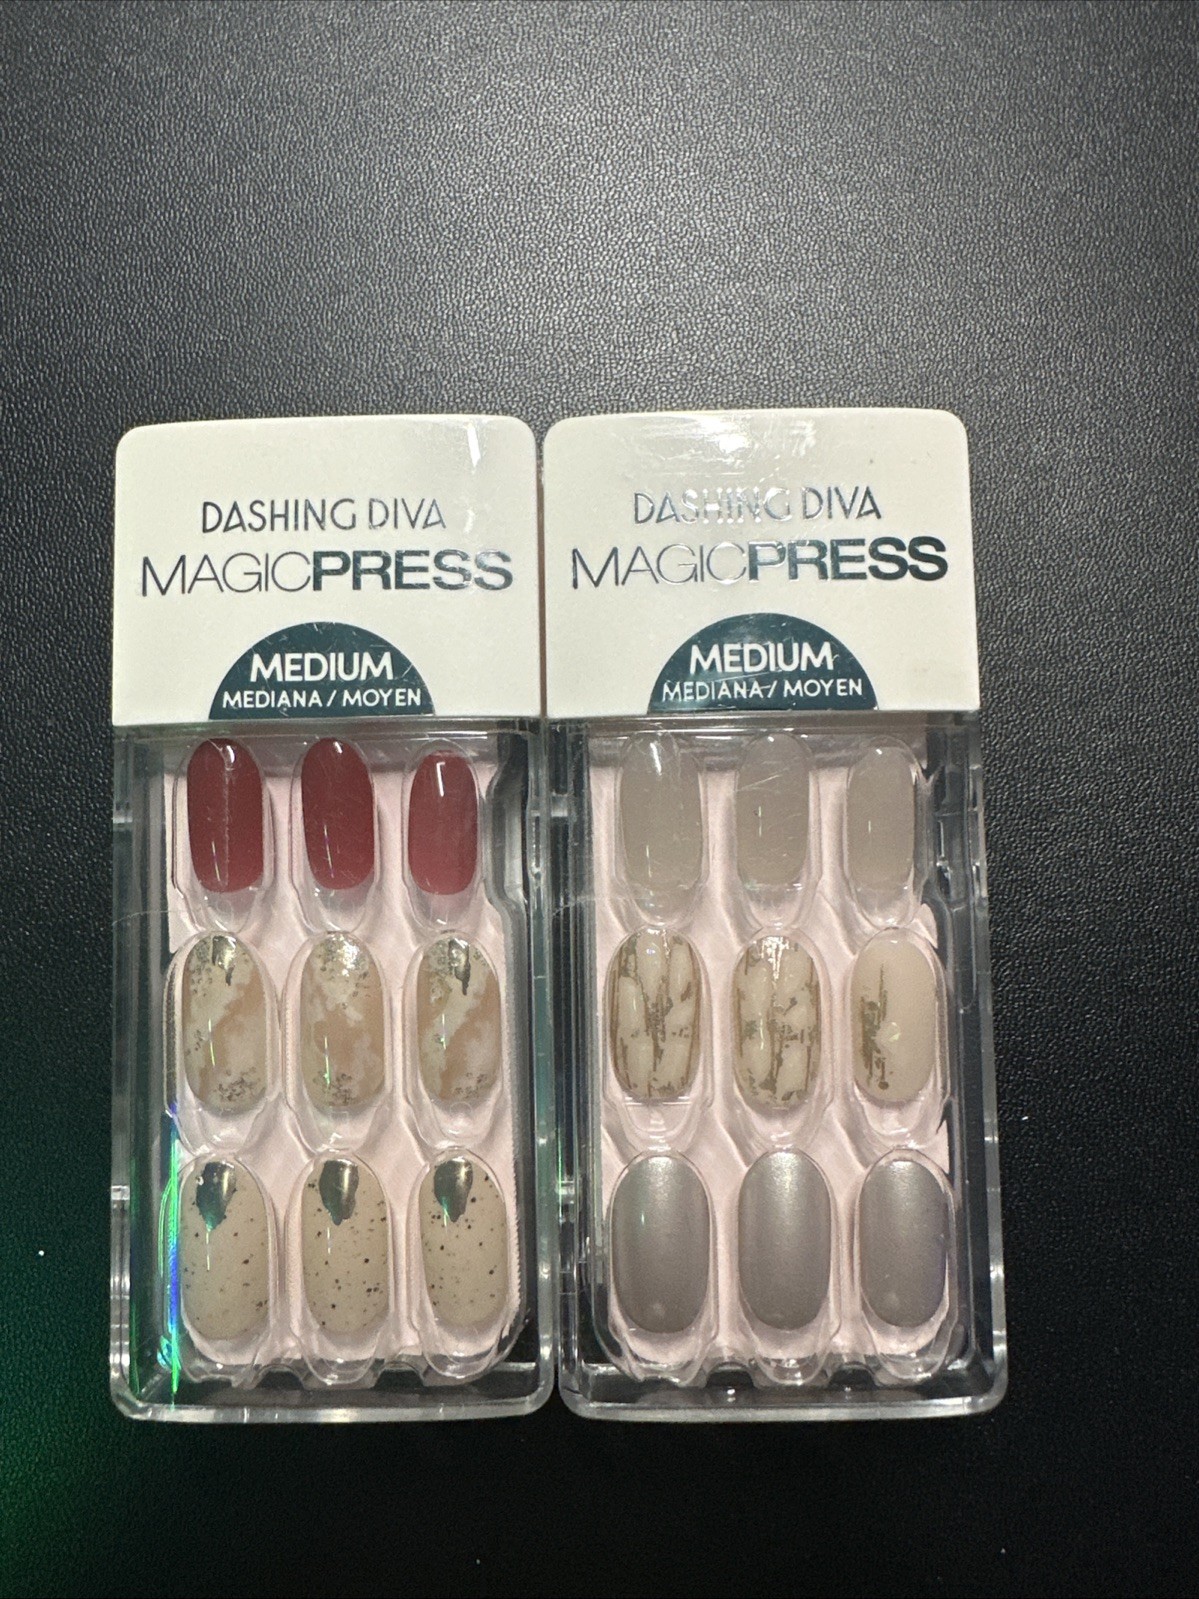 DASHING DIVA
MAGICPRESS
MEDIUM
MEDIANA / MOYEN
DASHING DIVA
MAGICPRESS
MEDIUM
MEDIANA / MOYEN